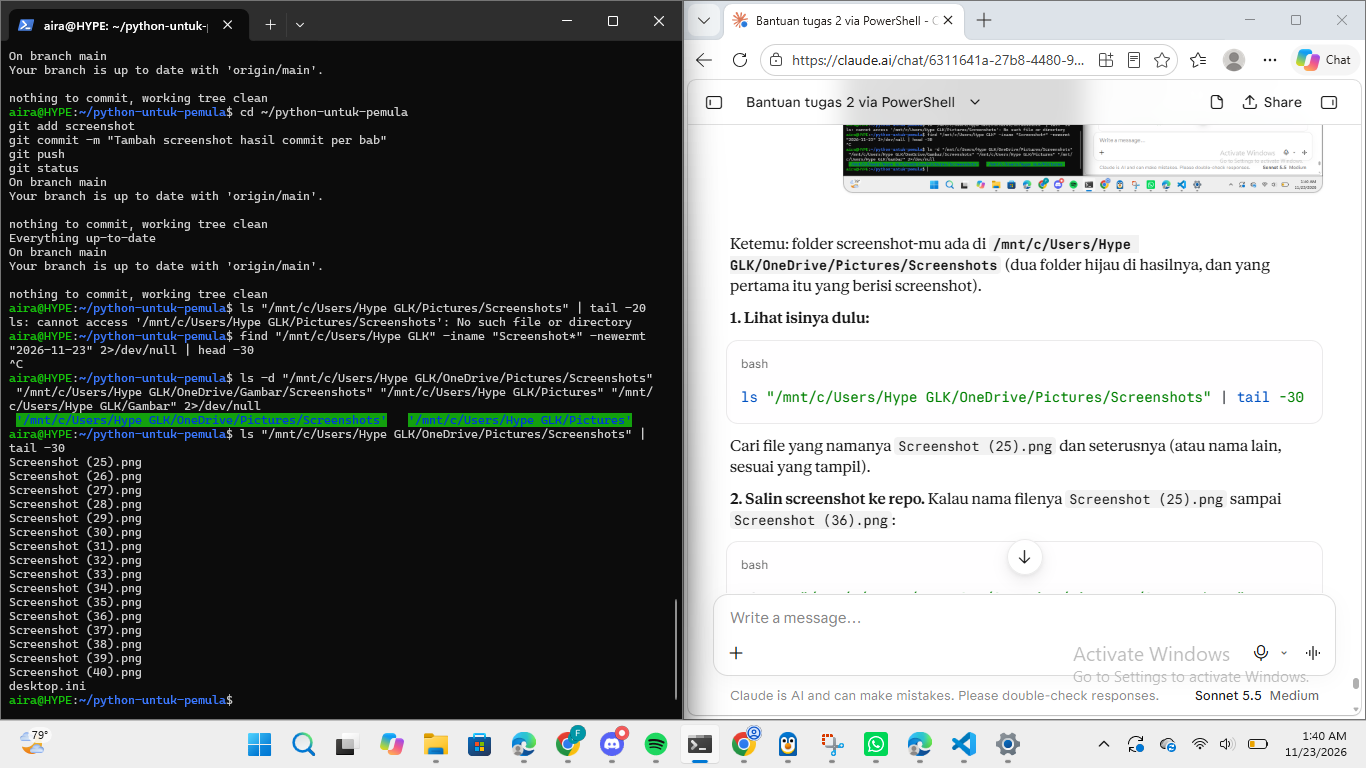 aira@HYPE: ~/python-untuk-p
On branch main
Your branch is up to date with 'origin/main'.
nothing to commit, working tree clean
aira@HYPE:~/python-untuk-pemula$ cd ~/python-untuk-pemula
git add screenshot
git commit -m "Tambah screenshot hasil commit per bab"
git push
git status
On branch main
Your branch is up to date with 'origin/main'.
nothing to commit, working tree clean
Everything up-to-date
On branch main
Your branch is up to date with 'origin/main'.
nothing to commit, working tree clean
aira@HYPE:~/python-untuk-pemula$ ls "/mnt/c/Users/Hype GLK/Pictures/Screenshots" | tail -20
ls: cannot access '/mnt/c/Users/Hype GLK/Pictures/Screenshots': No such file or directory
aira@HYPE:~/python-untuk-pemula$ find "/mnt/c/Users/Hype GLK" -iname "Screenshot*" -newermt
"2026-11-23" 2>/dev/null | head -30
^C
aira@HYPE:~/python-untuk-pemula$ ls -d "/mnt/c/Users/Hype GLK/OneDrive/Pictures/Screenshots"
"/mnt/c/Users/Hype GLK/OneDrive/Gambar/Screenshots" "/mnt/c/Users/Hype GLK/Pictures" "/mnt/
c/Users/Hype GLK/Gambar" 2>/dev/null
'/mnt/c/Users/Hype GLK/OneDrive/Pictures/Screenshots' '/mnt/c/Users/Hype GLK/Pictures'
aira@HYPE:~/python-untuk-pemula$ ls "/mnt/c/Users/Hype GLK/OneDrive/Pictures/Screenshots" |
tail -30
Screenshot (25).png
Screenshot (26).png
Screenshot (27).png
Screenshot (28).png
Screenshot (29).png
Screenshot (30).png
Screenshot (31).png
Screenshot (32).png
Screenshot (33).png
Screenshot (34).png
Screenshot (35).png
Screenshot (36).png
Screenshot (37).png
Screenshot (38).png
Screenshot (39).png
Screenshot (40).png
desktop.ini
aira@HYPE:~/python-untuk-pemula$
Bantuan tugas 2 via PowerShell - C
https://claude.ai/chat/6311641a-27b8-4480-9...
Chat
Bantuan tugas 2 via PowerShell
Share
Ketemu: folder screenshot-mu ada di /mnt/c/Users/Hype
GLK/OneDrive/Pictures/Screenshots (dua folder hijau di hasilnya, dan yang
pertama itu yang berisi screenshot).
1. Lihat isinya dulu:
bash
ls "/mnt/c/Users/Hype GLK/OneDrive/Pictures/Screenshots" | tail -30
Cari file yang namanya Screenshot (25).png dan seterusnya (atau nama lain,
sesuai yang tampil).
2. Salin screenshot ke repo. Kalau nama filenya Screenshot (25).png sampai
Screenshot (36).png:
bash
Write a message...
Activate Windows
Go to Settings to activate Windows.
Claude is AI and can make mistakes. Please double-check responses.
Sonnet 5.5 Medium
79°
1:40 AM
11/23/2026